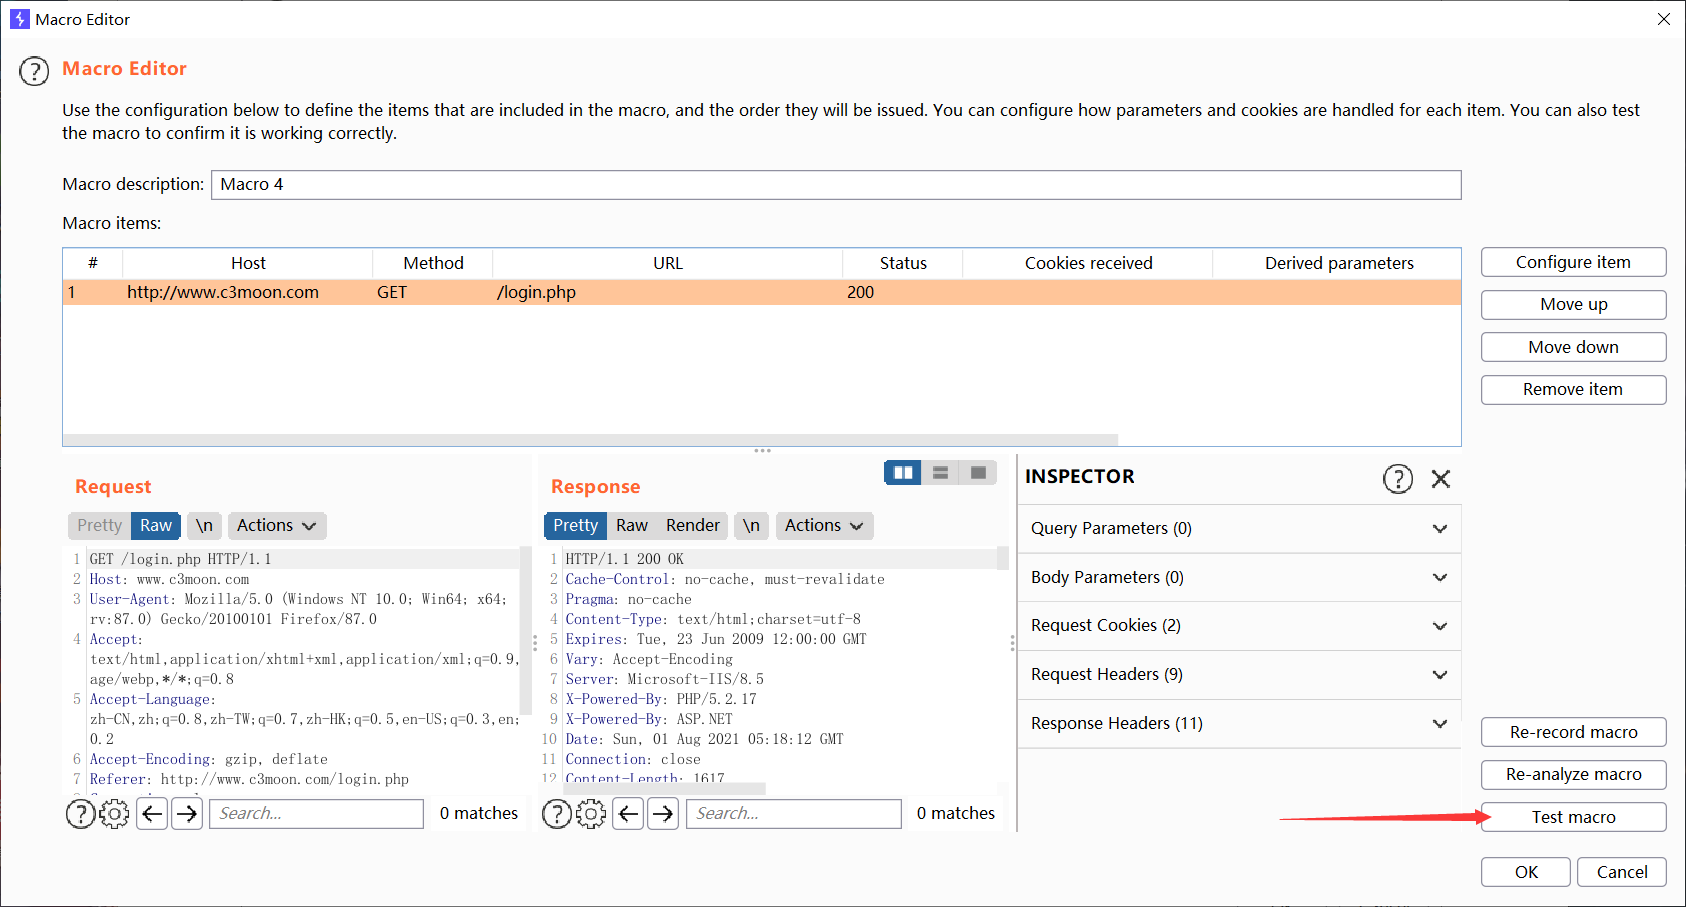 Macro Editor
Macro Editor
Use the configuration below to define the items that are included in the macro, and the order they will be issued. You can configure how parameters and cookies are handled for each item. You can also test
the macro to confirm it is working correctly.
Macro description: Macro 4
Macro items:
# Host Method URL Status Cookies received Derived parameters
1 http://www.c3moon.com GET /login.php 200
Configure item
Move up
Move down
Remove item
Request
Pretty Raw \n Actions
1 GET /login.php HTTP/1.1
2 Host: www.c3moon.com
3 User-Agent: Mozilla/5.0 (Windows NT 10.0; Win64; x64;
rv:87.0) Gecko/20100101 Firefox/87.0
4 Accept:
text/html,application/xhtml+xml,application/xml;q=0.9,
age/webp,*/*;q=0.8
5 Accept-Language:
zh-CN,zh;q=0.8,zh-TW;q=0.7,zh-HK;q=0.5,en-US;q=0.3,en;
0.2
6 Accept-Encoding: gzip, deflate
7 Referer: http://www.c3moon.com/login.php
Search...
0 matches
Response
Pretty Raw Render \n Actions
1 HTTP/1.1 200 OK
2 Cache-Control: no-cache, must-revalidate
3 Pragma: no-cache
4 Content-Type: text/html;charset=utf-8
5 Expires: Tue, 23 Jun 2009 12:00:00 GMT
6 Vary: Accept-Encoding
7 Server: Microsoft-IIS/8.5
8 X-Powered-By: PHP/5.2.17
9 X-Powered-By: ASP.NET
10 Date: Sun, 01 Aug 2021 05:18:12 GMT
11 Connection: close
12 Content-Length: 1617
Search...
0 matches
INSPECTOR
Query Parameters (0)
Body Parameters (0)
Request Cookies (2)
Request Headers (9)
Response Headers (11)
Re-record macro
Re-analyze macro
Test macro
OK Cancel